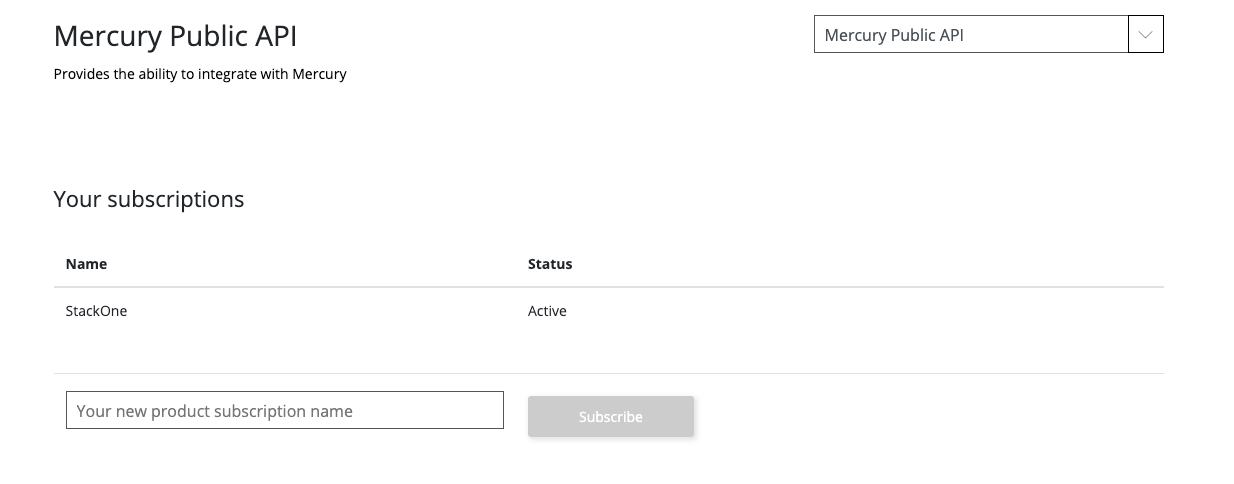 Mercury Public API
Mercury Public API
Provides the ability to integrate with Mercury
Your subscriptions
Name Status
StackOne Active
Your new product subscription name
Subscribe